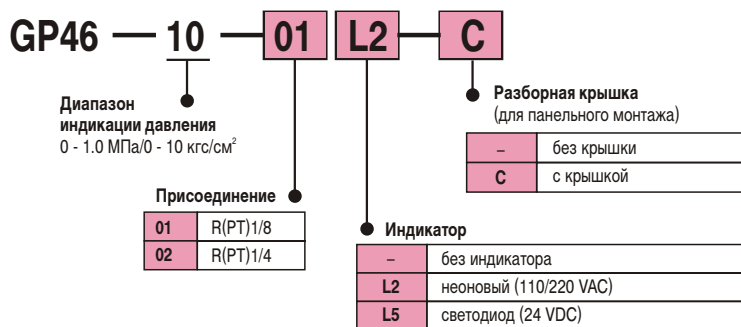 GP46 — 10 — 01 L2 — C
Диапазон
индикации давления
0 - 1.0 МПа/0 - 10 кгс/см²
Разборная крышка
(для панельного монтажа)
– без крышки
C с крышкой
Присоединение
01 R(PT)1/8
02 R(PT)1/4
Индикатор
– без индикатора
L2 неоновый (110/220 VAC)
L5 светодиод (24 VDC)